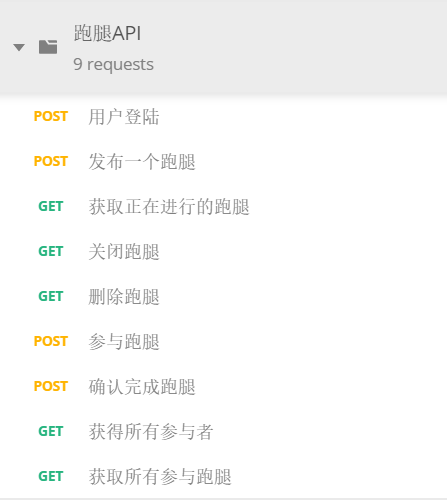 跑腿API
9 requests
POST 用户登陆
POST 发布一个跑腿
GET 获取正在进行的跑腿
GET 关闭跑腿
GET 删除跑腿
POST 参与跑腿
POST 确认完成跑腿
GET 获得所有参与者
GET 获取所有参与跑腿